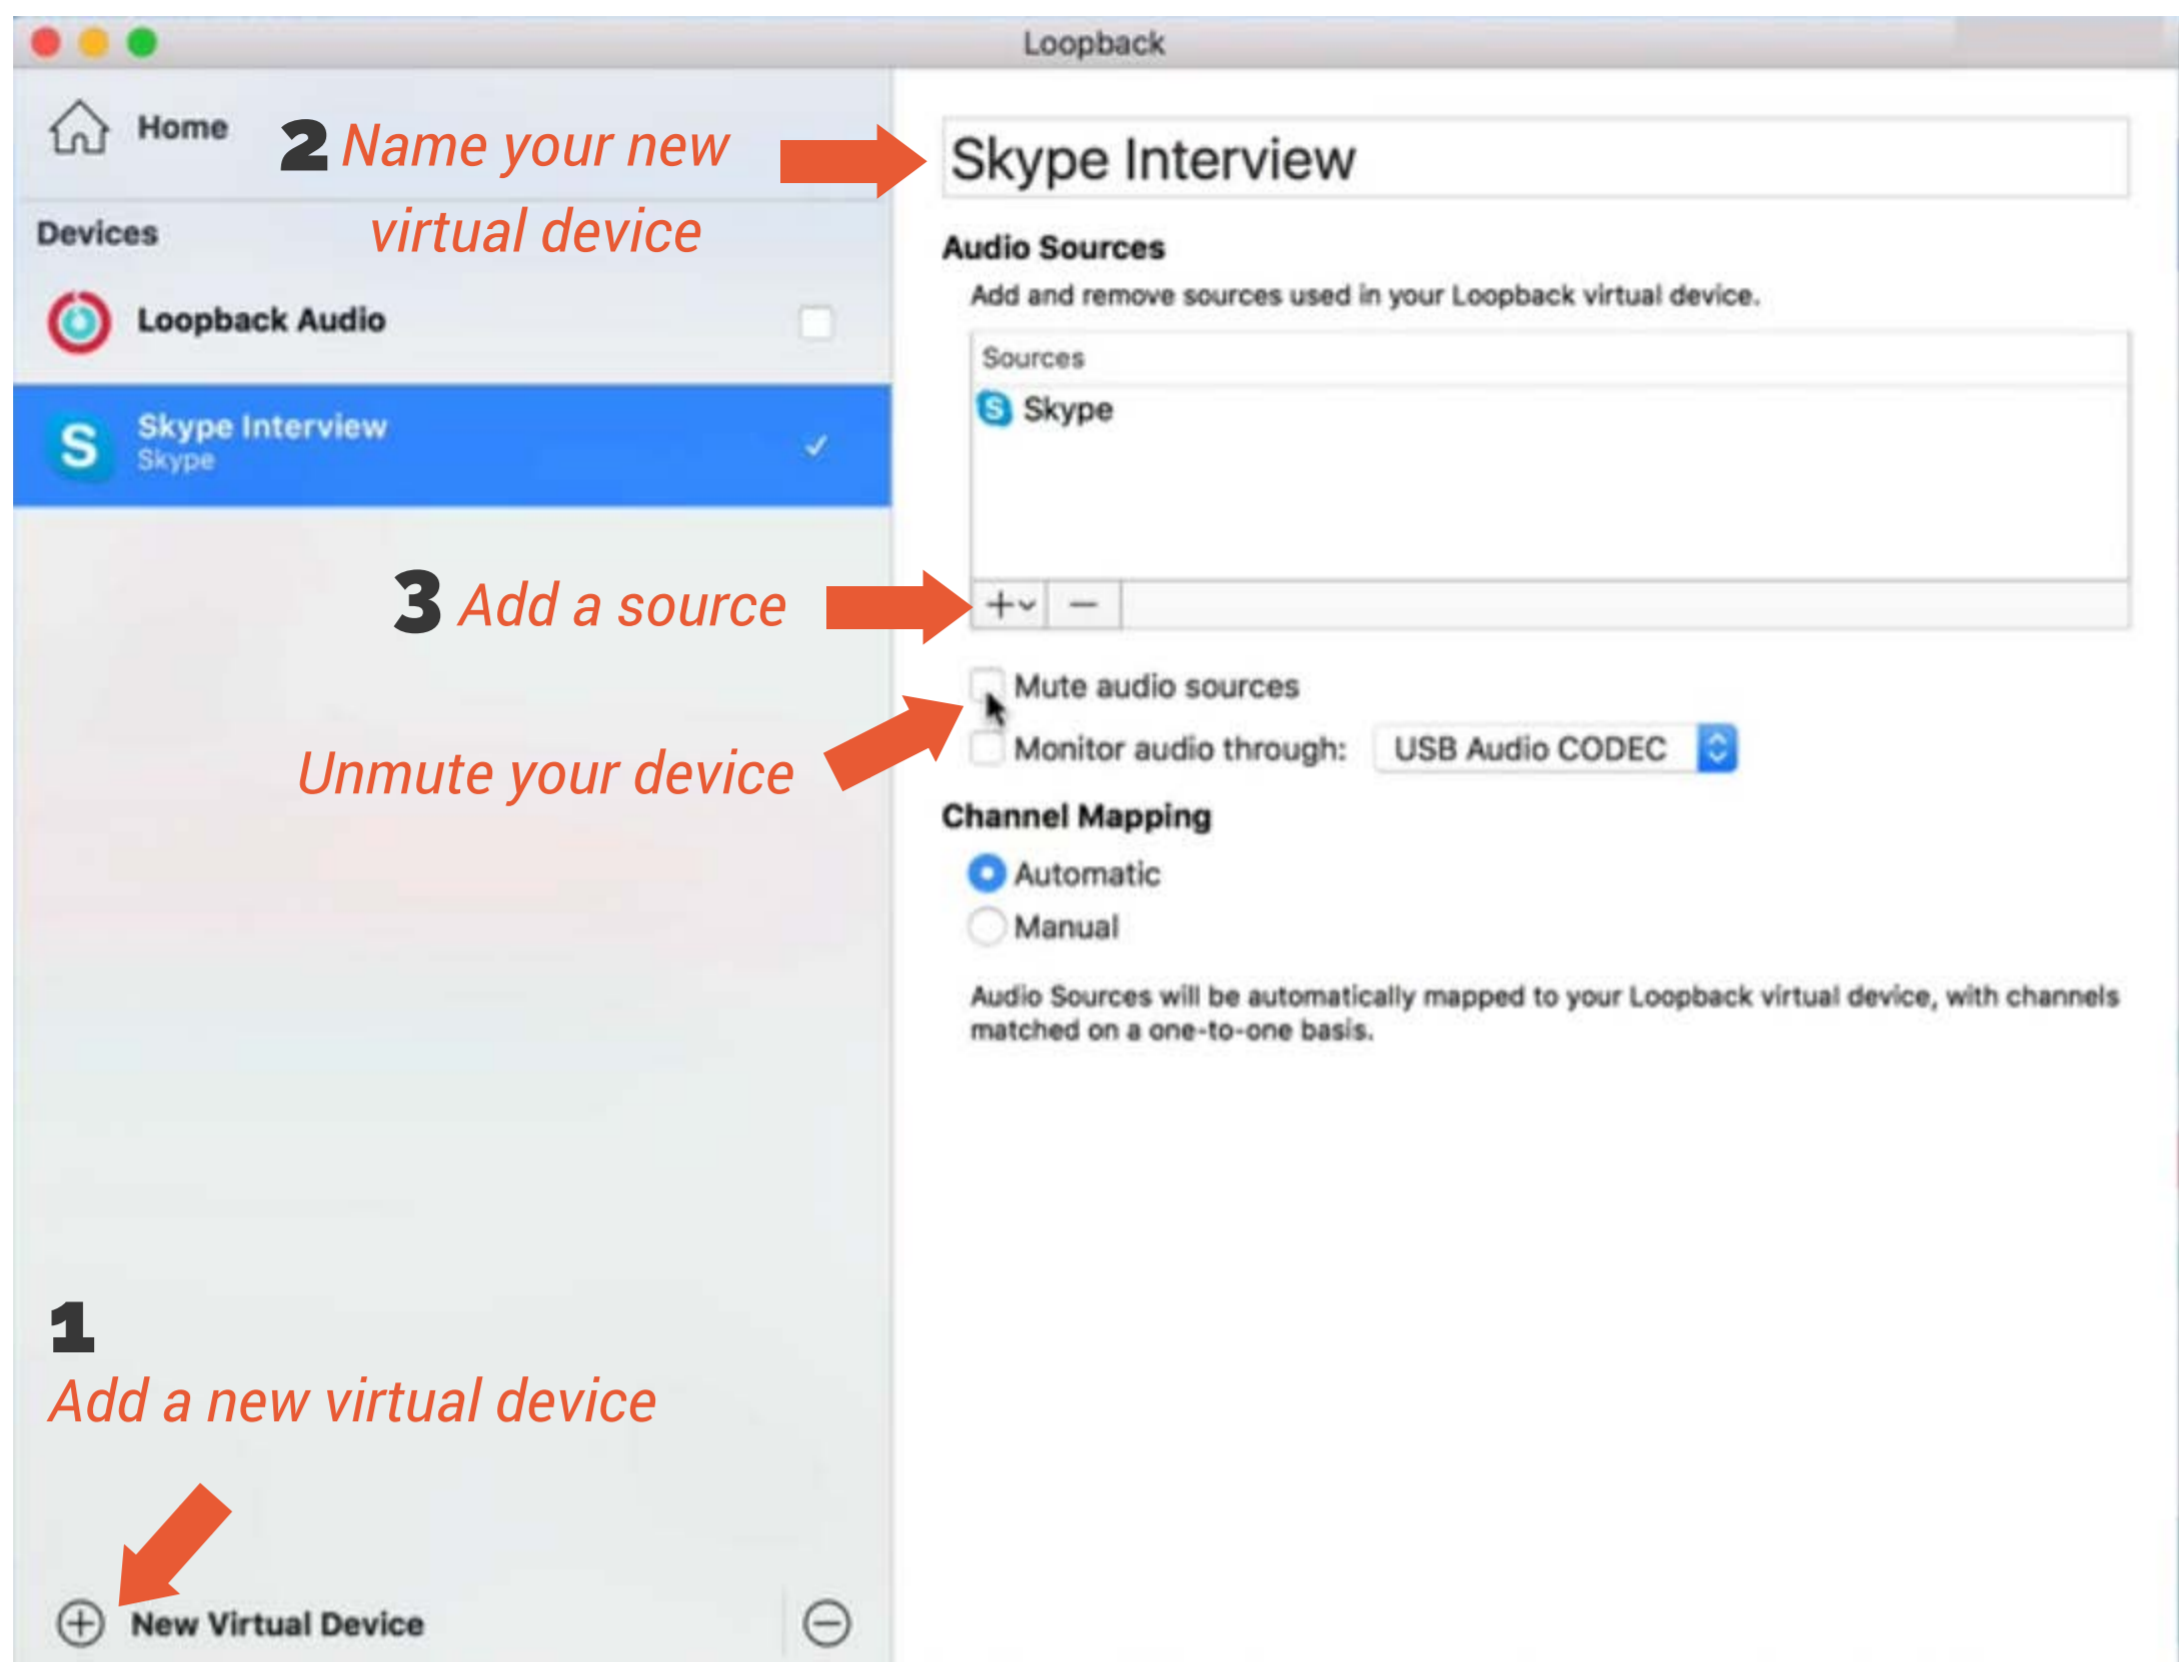 Loopback
Home
2 Name your new
virtual device
Devices
Loopback Audio
S
Skype Interview
Skype
3 Add a source
Unmute your device
1
Add a new virtual device
New Virtual Device
Skype Interview
Audio Sources
Add and remove sources used in your Loopback virtual device.
Sources
S Skype
Mute audio sources
Monitor audio through: USB Audio CODEC
Channel Mapping
Automatic
Manual
Audio Sources will be automatically mapped to your Loopback virtual device, with channels
matched on a one-to-one basis.